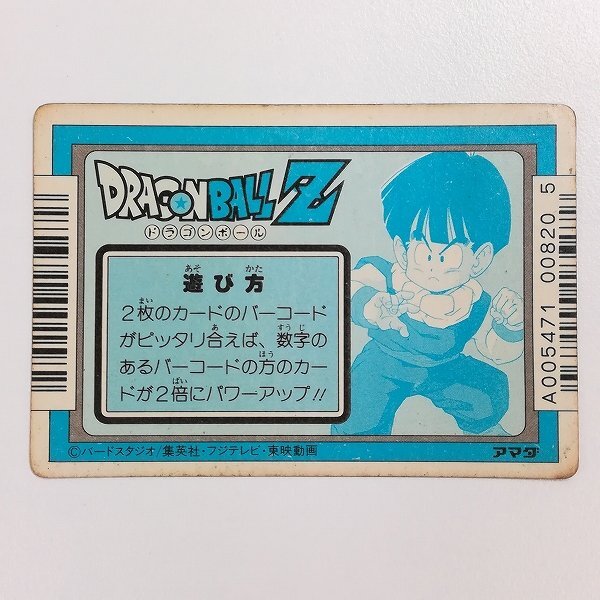 DRAGON BALL Z
ドラゴンボール
遊び方
2枚のカードのバーコード
がピッタリ合えば、数字の
あるバーコードの方のカー
ドが2倍にパワーアップ!!
©バードスタジオ/集英社・フジテレビ・東映動画
アマダ
A005471 00820 5